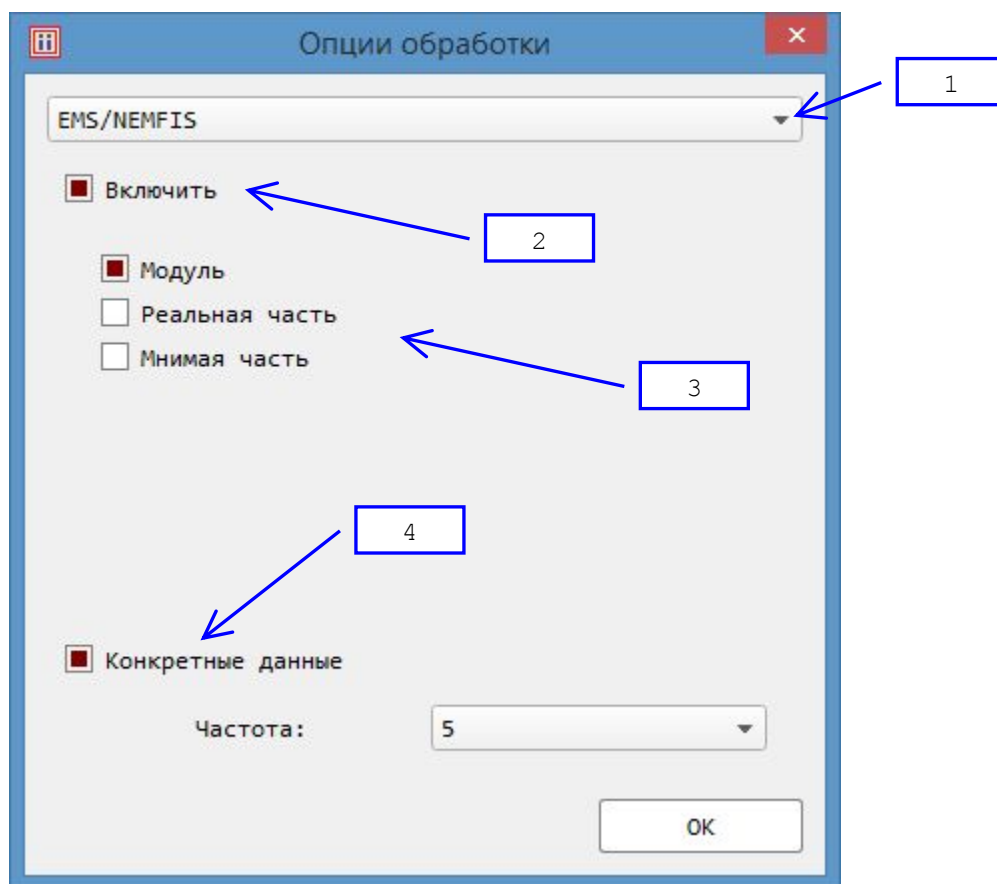 Опции обработки
1
EMS/NEMFIS
Включить
2
Модуль
Реальная часть
Мнимая часть
3
4
Конкретные данные
Частота: 5
OK